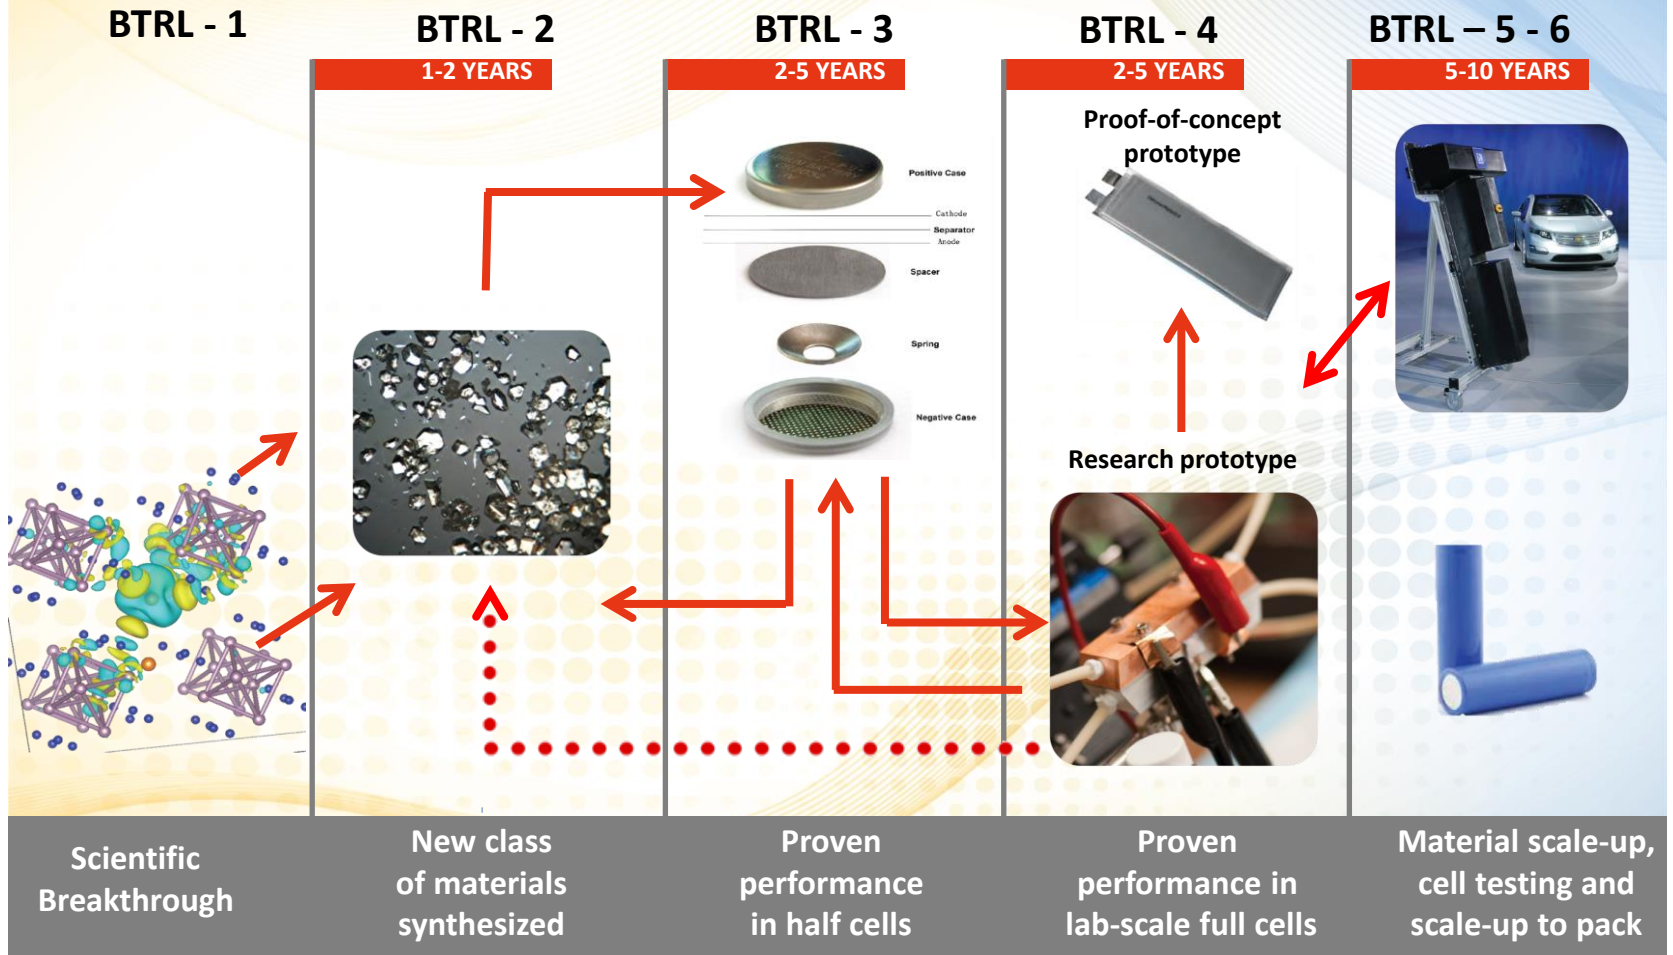 BTRL - 1
BTRL - 2
BTRL - 3
BTRL - 4
BTRL – 5 - 6
1-2 YEARS
2-5 YEARS
2-5 YEARS
5-10 YEARS
Positive Case
Cathode
Separator
Anode
Spacer
Spring
Negative Case
Proof-of-concept
prototype
Research prototype
Scientific
Breakthrough
New class
of materials
synthesized
Proven
performance
in half cells
Proven
performance in
lab-scale full cells
Material scale-up,
cell testing and
scale-up to pack